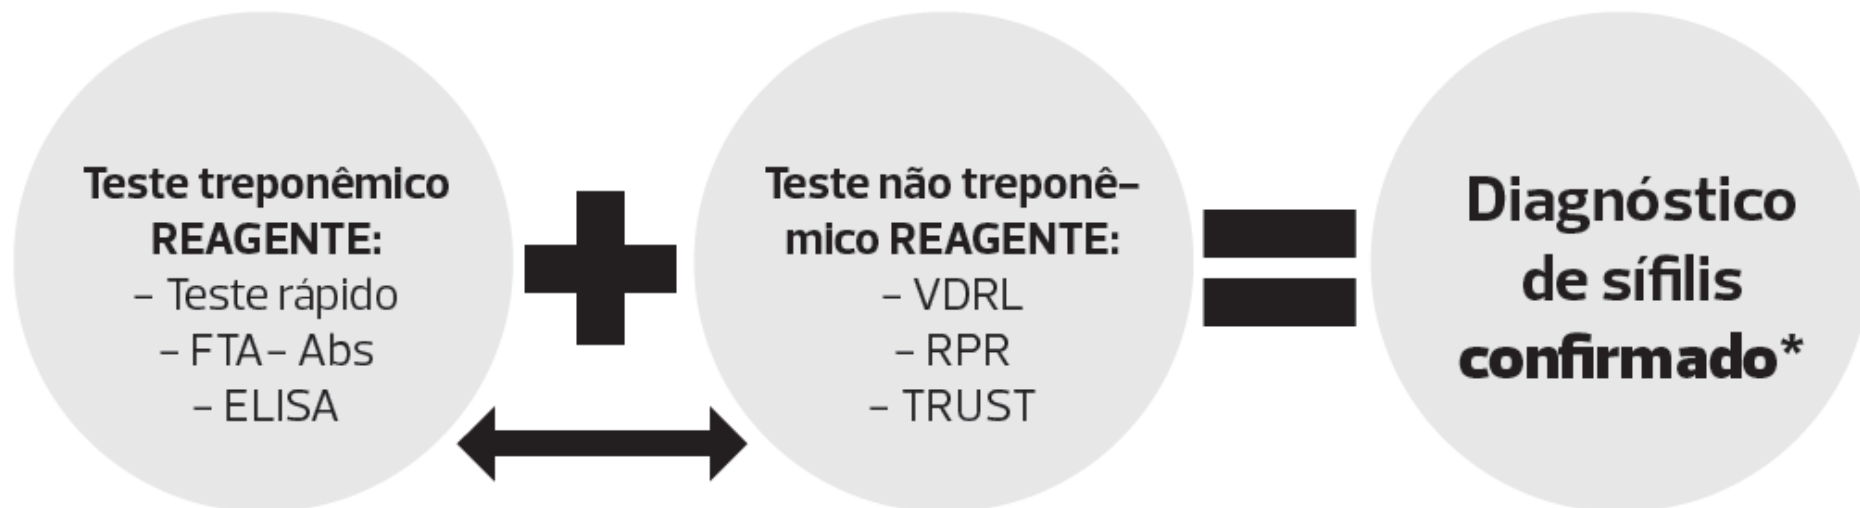 Teste treponêmico
REAGENTE:
– Teste rápido
– FTA– Abs
– ELISA
Teste não treponê–
mico REAGENTE:
– VDRL
– RPR
– TRUST
Diagnóstico
de sífilis
confirmado*